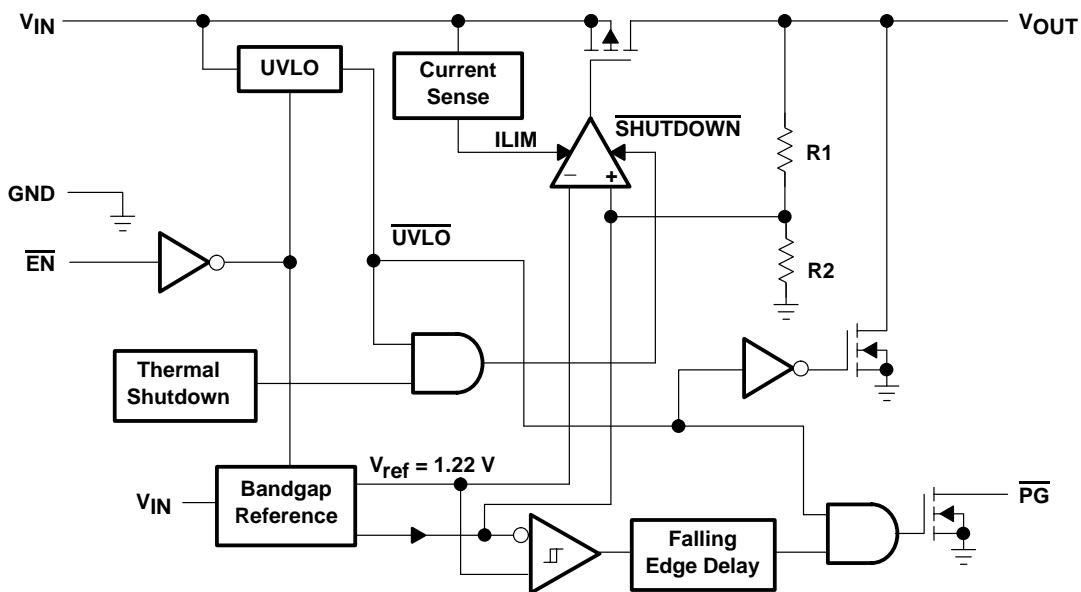 VIN
VOUT
UVLO
Current
Sense
SHUTDOWN
ILIM
R1
GND
– +
UVLO
EN
R2
Thermal
Shutdown
Vref = 1.22 V
VIN
Bandgap
Reference
PG
Falling
Edge Delay